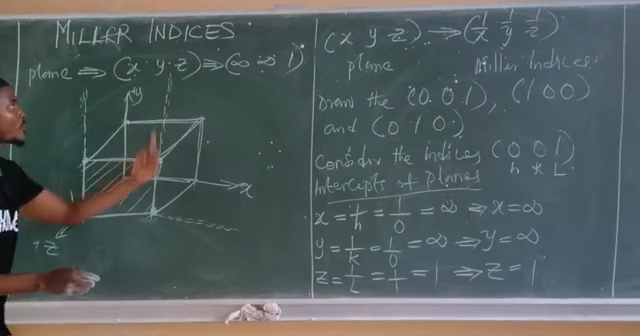 MILLER INDICES
plane ⇒ (x y z) ⇒ (∞ ∞ 1)
+y
x
+z
(x y z) → (1/x 1/y 1/z)
plane Miller Indices
Draw the (0 0 1), (1 0 0)
and (0 1 0)
Consider the indices (0 0 1)
h k L
Intercepts of planes
x = 1/h = 1/0 = ∞ ⇒ x = ∞
y = 1/k = 1/0 = ∞ ⇒ y = ∞
z = 1/L = 1/1 = 1 ⇒ z = 1